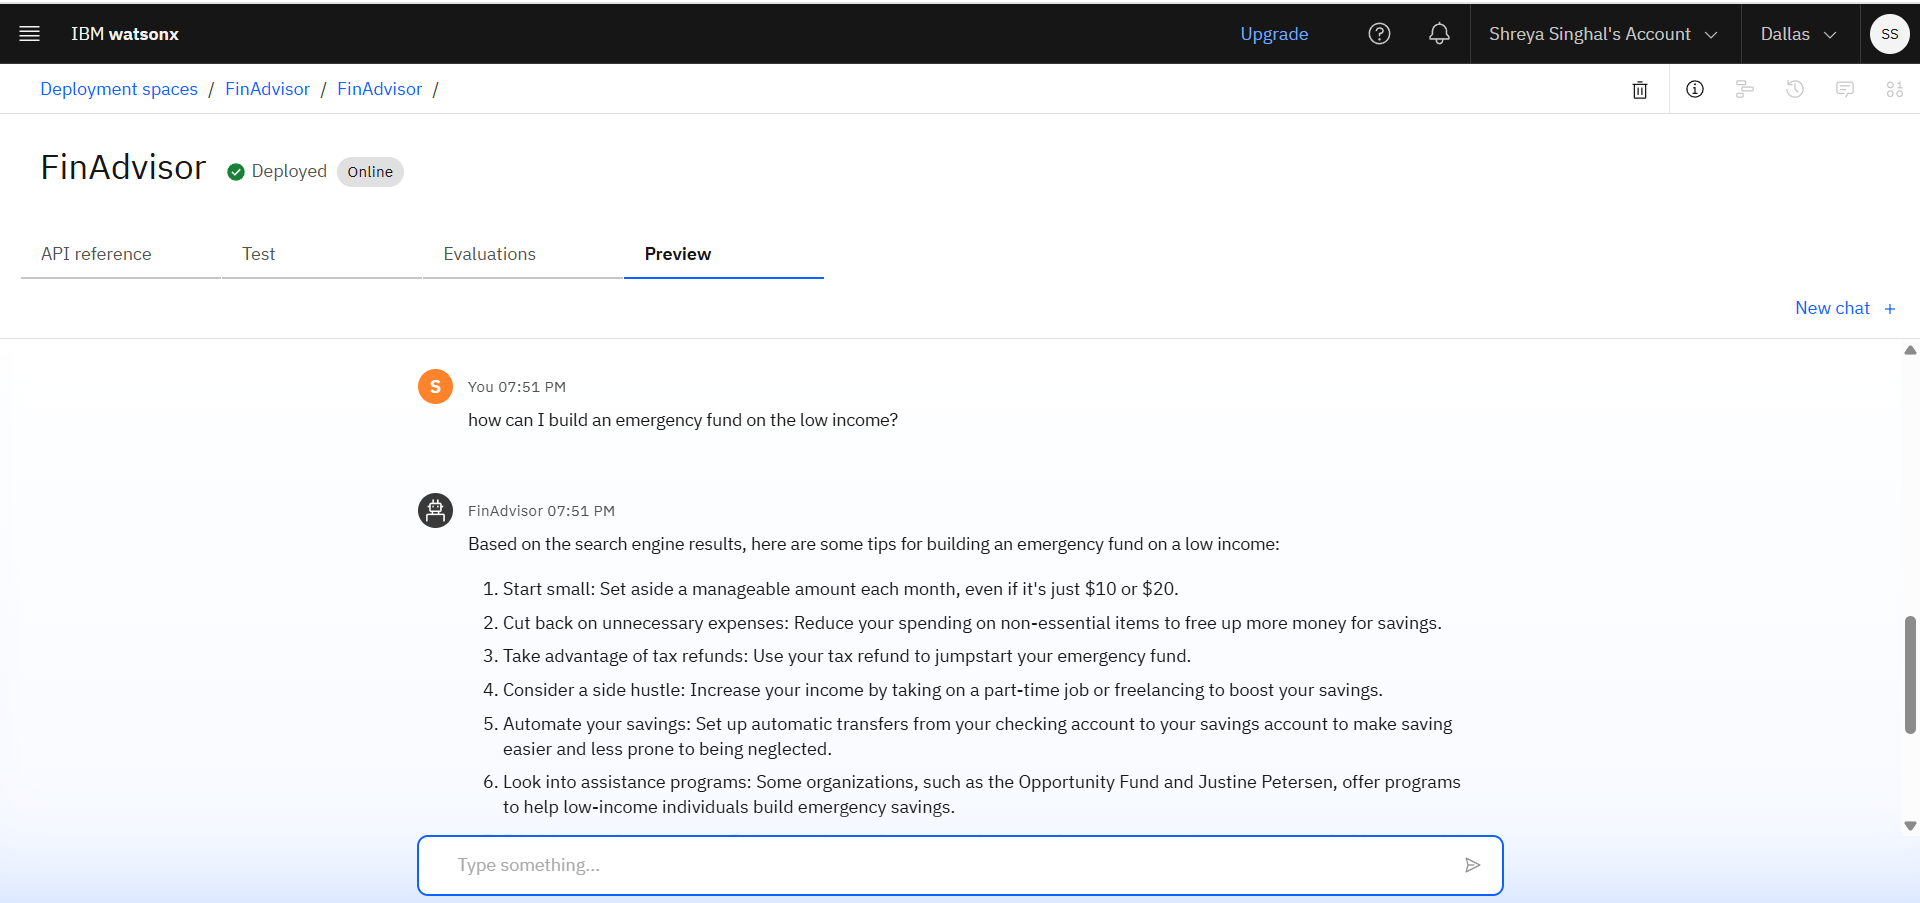 IBM watsonx
Upgrade
Shreya Singhal's Account
Dallas
SS
Deployment spaces / FinAdvisor / FinAdvisor /
FinAdvisor
Deployed
Online
API reference
Test
Evaluations
Preview
New chat +
S
You 07:51 PM
how can I build an emergency fund on the low income?
FinAdvisor 07:51 PM
Based on the search engine results, here are some tips for building an emergency fund on a low income:
1. Start small: Set aside a manageable amount each month, even if it's just $10 or $20.
2. Cut back on unnecessary expenses: Reduce your spending on non-essential items to free up more money for savings.
3. Take advantage of tax refunds: Use your tax refund to jumpstart your emergency fund.
4. Consider a side hustle: Increase your income by taking on a part-time job or freelancing to boost your savings.
5. Automate your savings: Set up automatic transfers from your checking account to your savings account to make saving
easier and less prone to being neglected.
6. Look into assistance programs: Some organizations, such as the Opportunity Fund and Justine Petersen, offer programs
to help low-income individuals build emergency savings.
Type something...